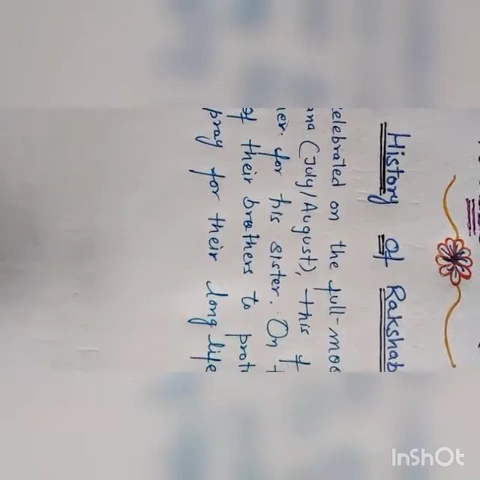 History of Rakshab
celebrated on the full-moo
ana (July/August), this f
er for his sister. On t
of their brothers to prot
pray for their long life
InShOt